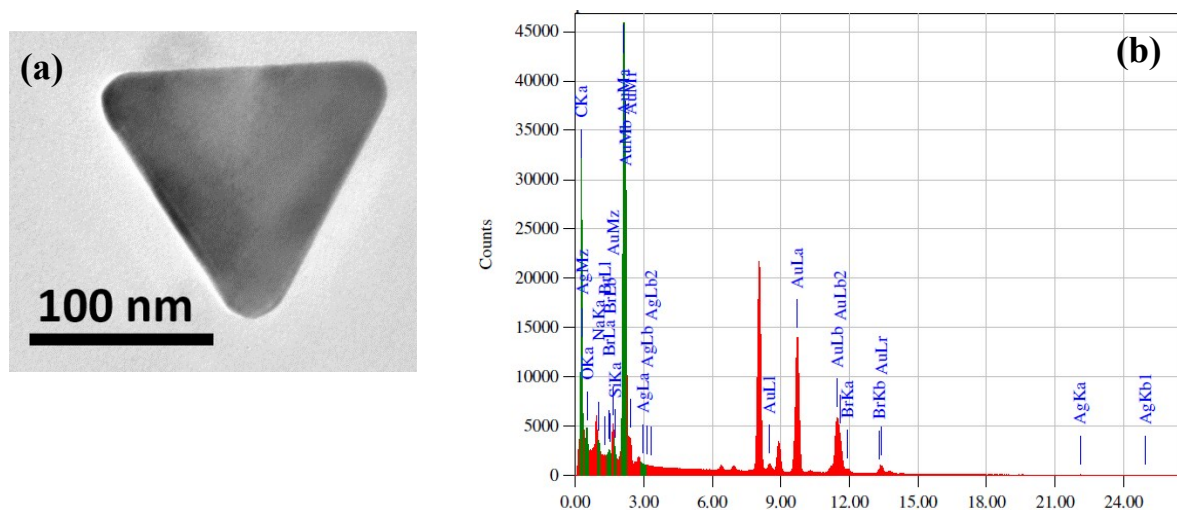 (a)
100 nm
(b)
Counts
45000
40000
35000
30000
25000
20000
15000
10000
5000
0
0.00 3.00 6.00 9.00 12.00 15.00 18.00 21.00 24.00
CKa
AgMz
OKa
NaKa
BrLl
BrLb
BrLa
SiKa
AuMz
AuMb
AuMa
AuMr
AgLa
AgLb
AgLb2
AuLl
AuLa
AuLb
AuLb2
BrKa
BrKb
AuLr
AgKa
AgKb1